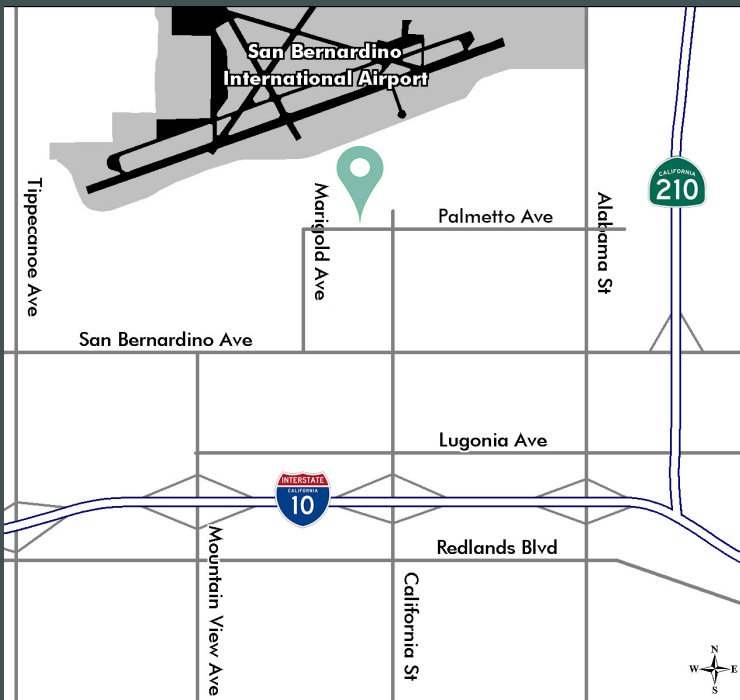 San Bernardino
International Airport
CALIFORNIA
210
Tippecanoe Ave
Marigold Ave
Palmetto Ave
Alabama St
San Bernardino Ave
Lugonia Ave
INTERSTATE
CALIFORNIA
10
Mountain View Ave
Redlands Blvd
California St
N
W E
S